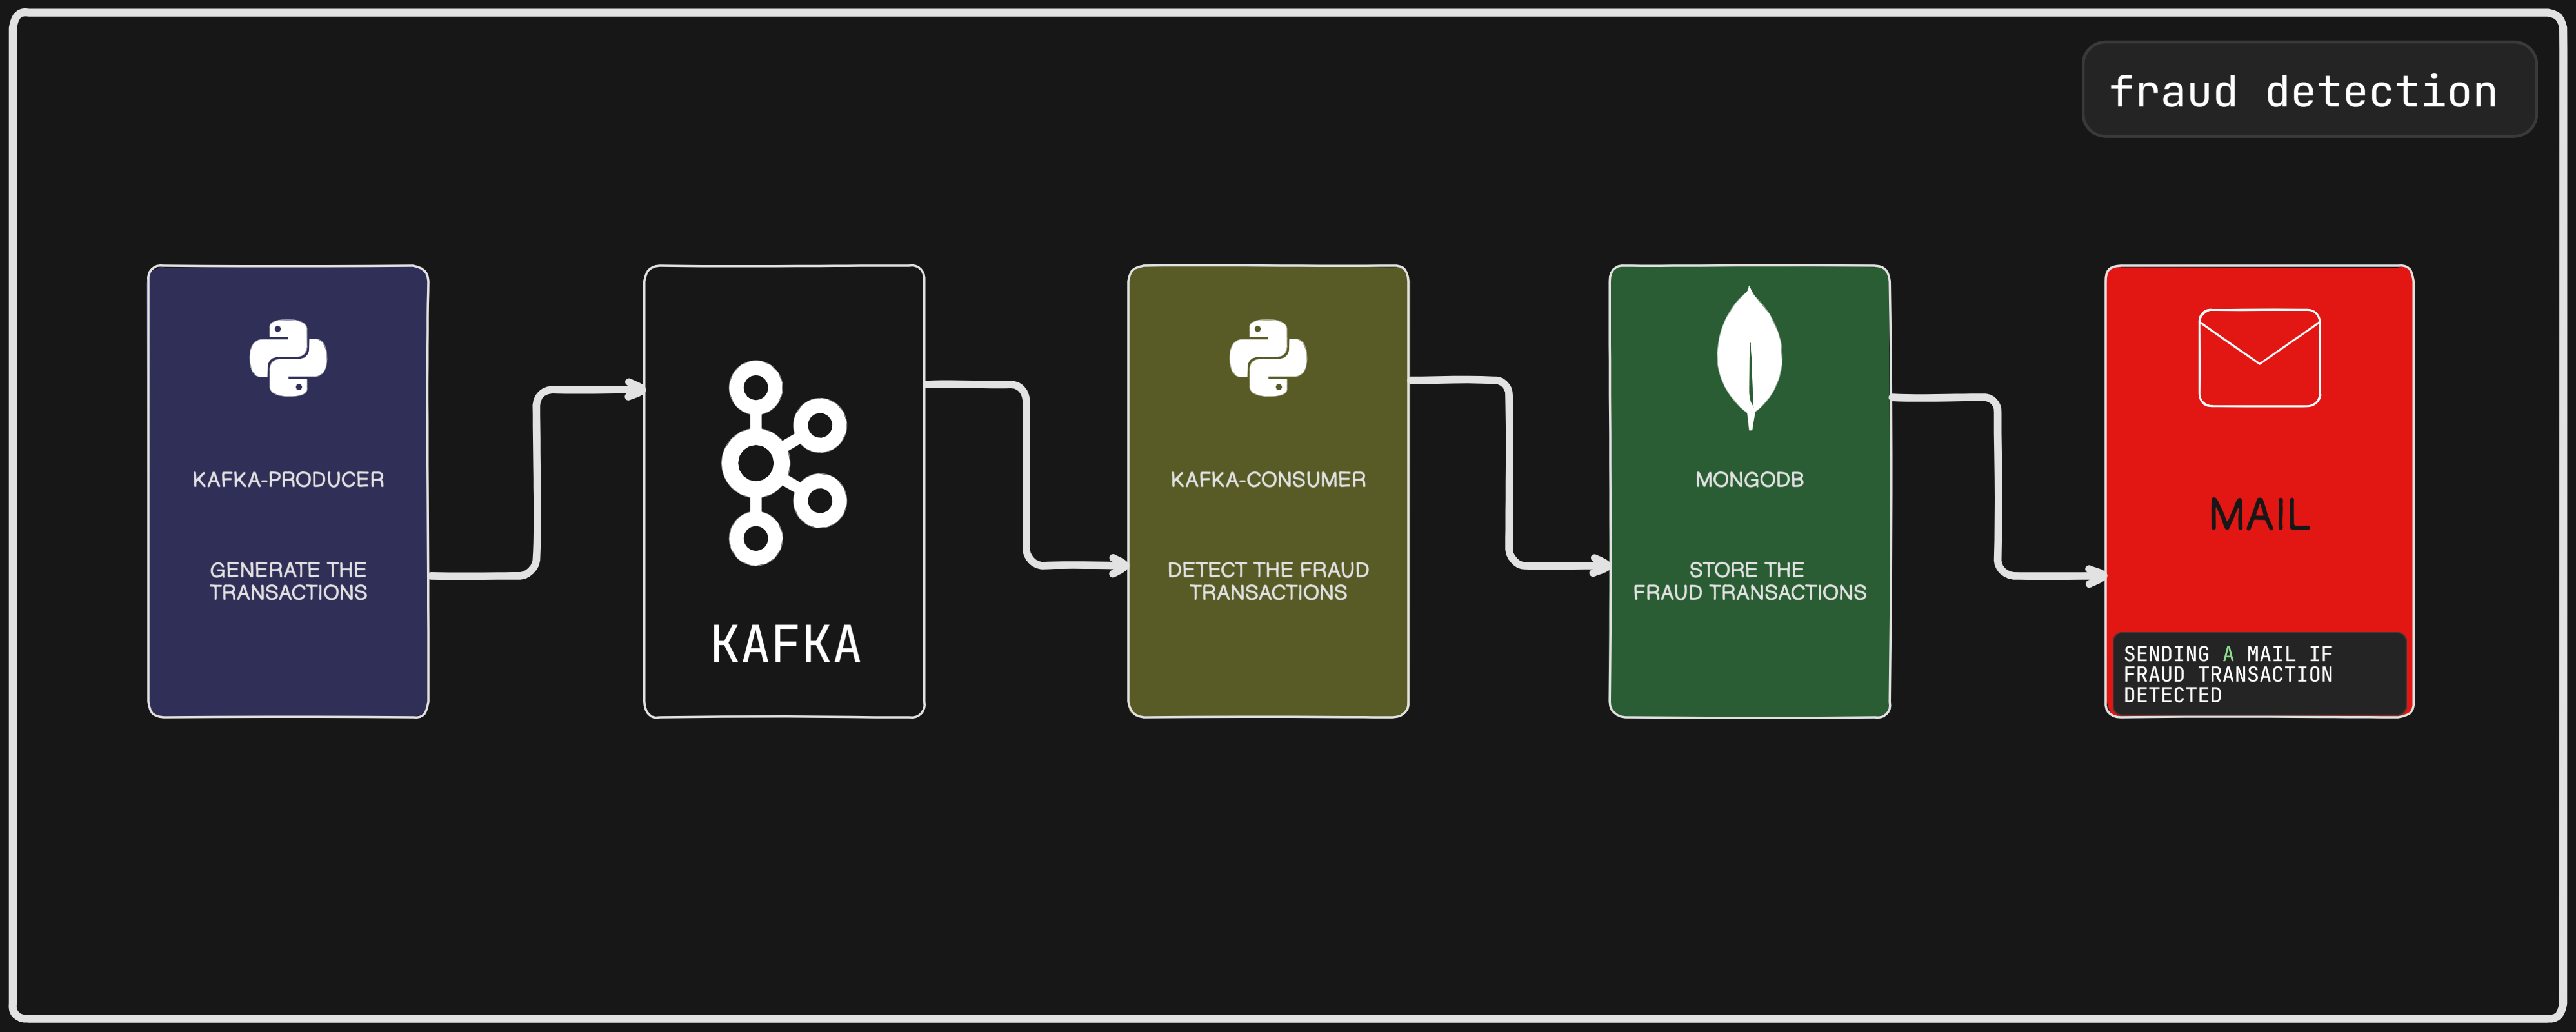 fraud detection
KAFKA-PRODUCER
GENERATE THE
TRANSACTIONS
KAFKA
KAFKA-CONSUMER
DETECT THE FRAUD
TRANSACTIONS
MONGODB
STORE THE
FRAUD TRANSACTIONS
MAIL
SENDING A MAIL IF
FRAUD TRANSACTION
DETECTED